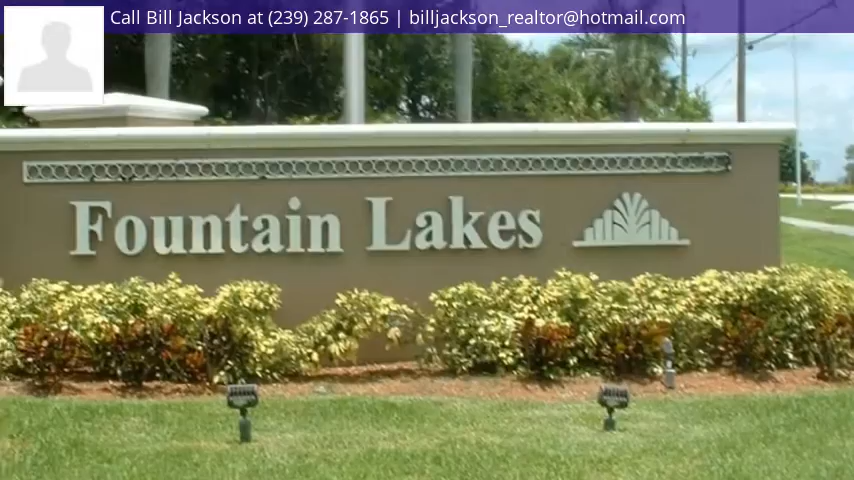 Call Bill Jackson at (239) 287-1865 | billjackson_realtor@hotmail.com
Fountain Lakes